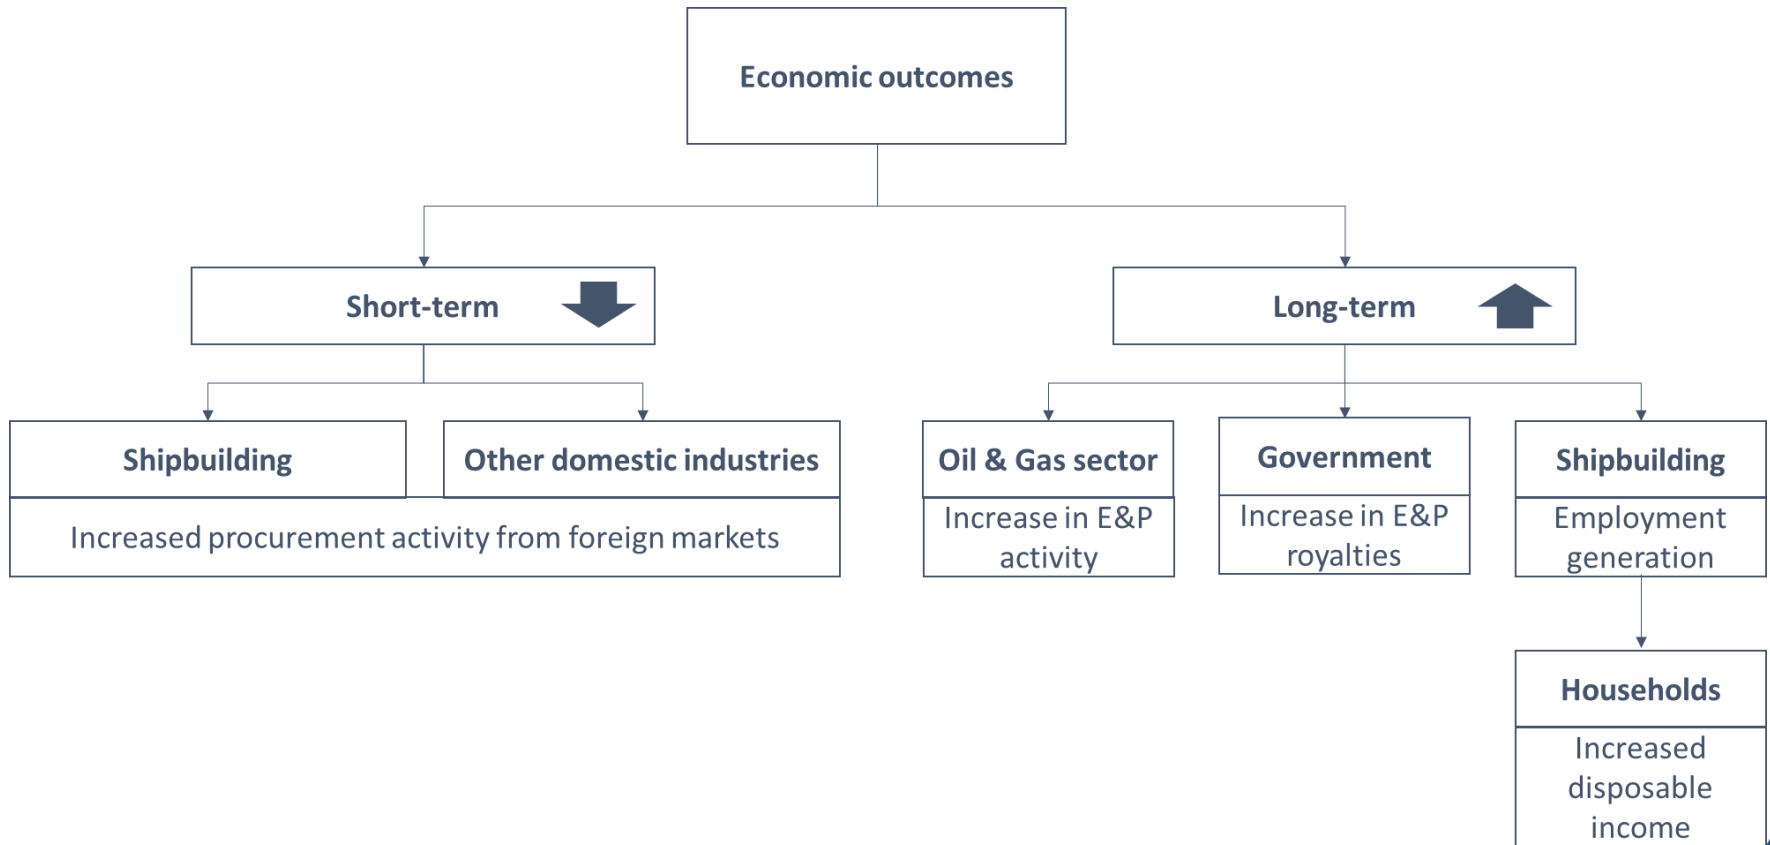 Economic outcomes
Short-term
Long-term
Shipbuilding
Other domestic industries
Increased procurement activity from foreign markets
Oil & Gas sector
Increase in E&P
activity
Government
Increase in E&P
royalties
Shipbuilding
Employment
generation
Households
Increased
disposable
income